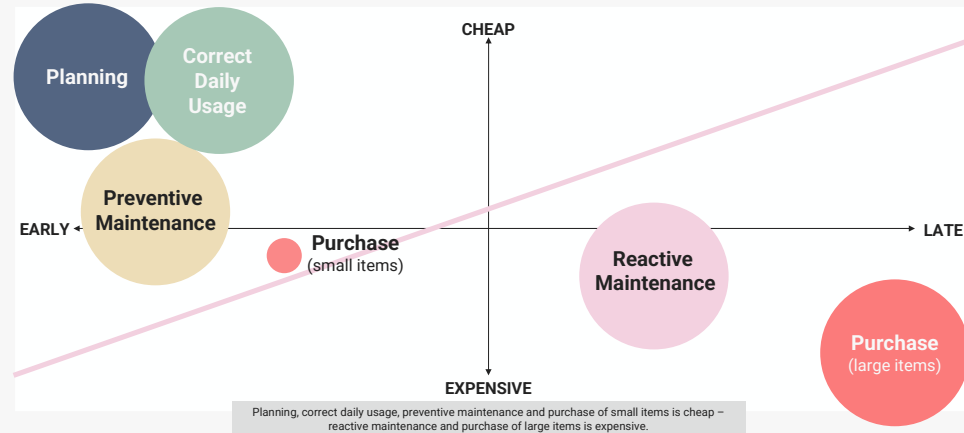 CHEAP
Planning
Correct
Daily
Usage
Preventive
Maintenance
EARLY
LATE
Purchase
(small items)
Reactive
Maintenance
Purchase
(large items)
EXPENSIVE
Planning, correct daily usage, preventive maintenance and purchase of small items is cheap –
reactive maintenance and purchase of large items is expensive.